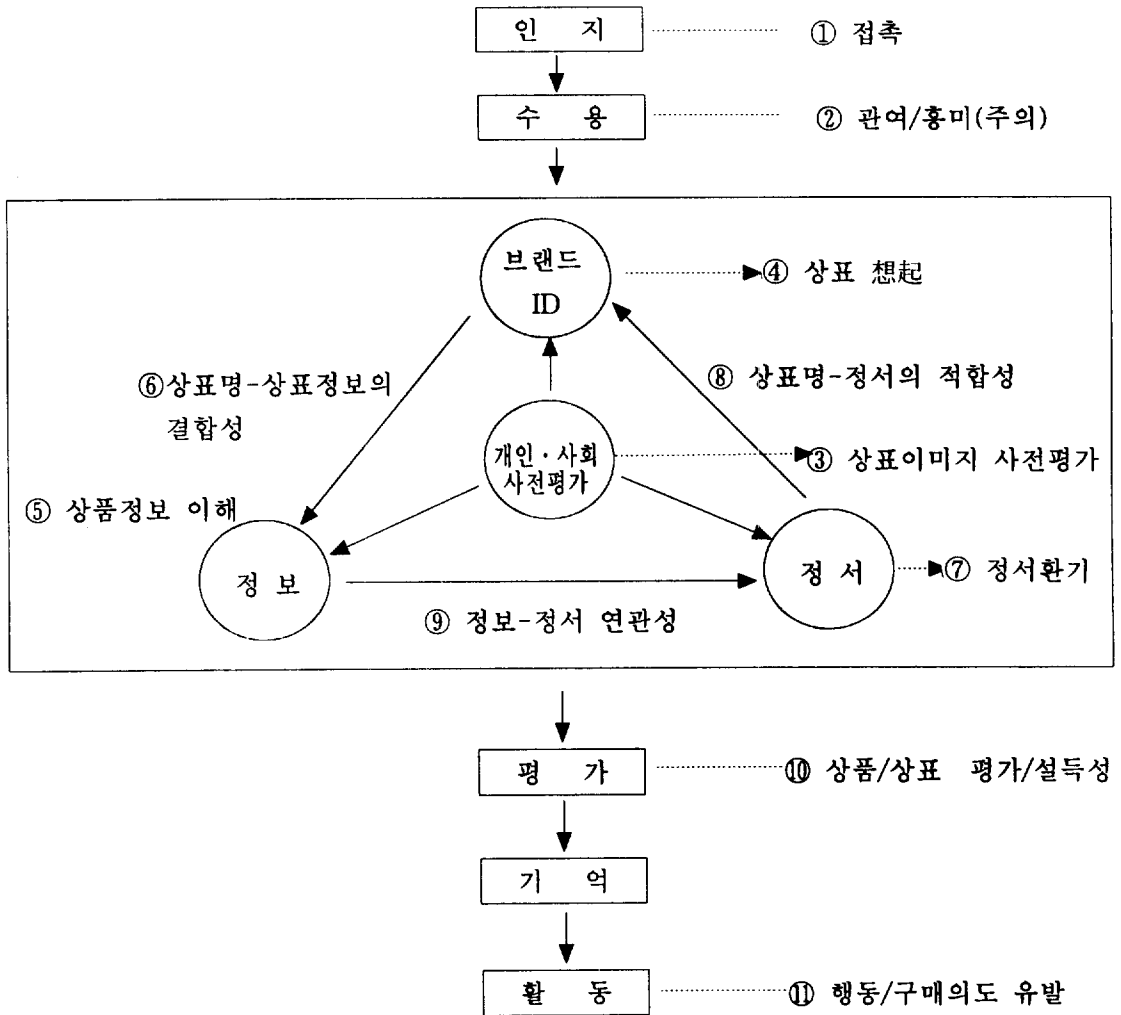 인 지 ① 접촉
수 용 ② 관여/흥미(주의)
브랜드
ID
④ 상표 想起
⑥상표명-상표정보의
결합성
⑧ 상표명-정서의 적합성
개인·사회
사전평가
③ 상표이미지 사전평가
⑤ 상품정보 이해
정 보
정 서
⑦ 정서환기
⑨ 정보-정서 연관성
평 가 ⑩ 상품/상표 평가/설득성
기 억
활 동 ⑪ 행동/구매의도 유발